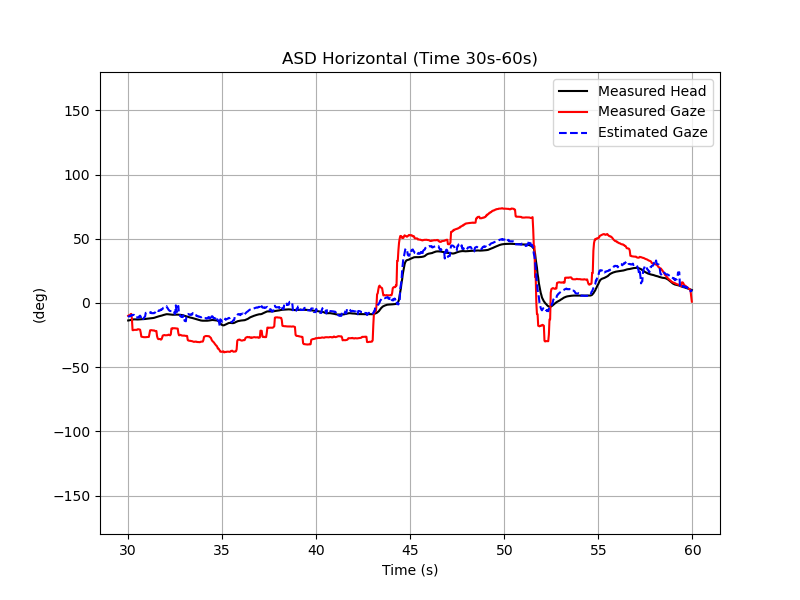 ASD Horizontal (Time 30s-60s)
Measured Head
Measured Gaze
Estimated Gaze
150
100
50
0
−50
−100
−150
(deg)
30 35 40 45 50 55 60
Time (s)